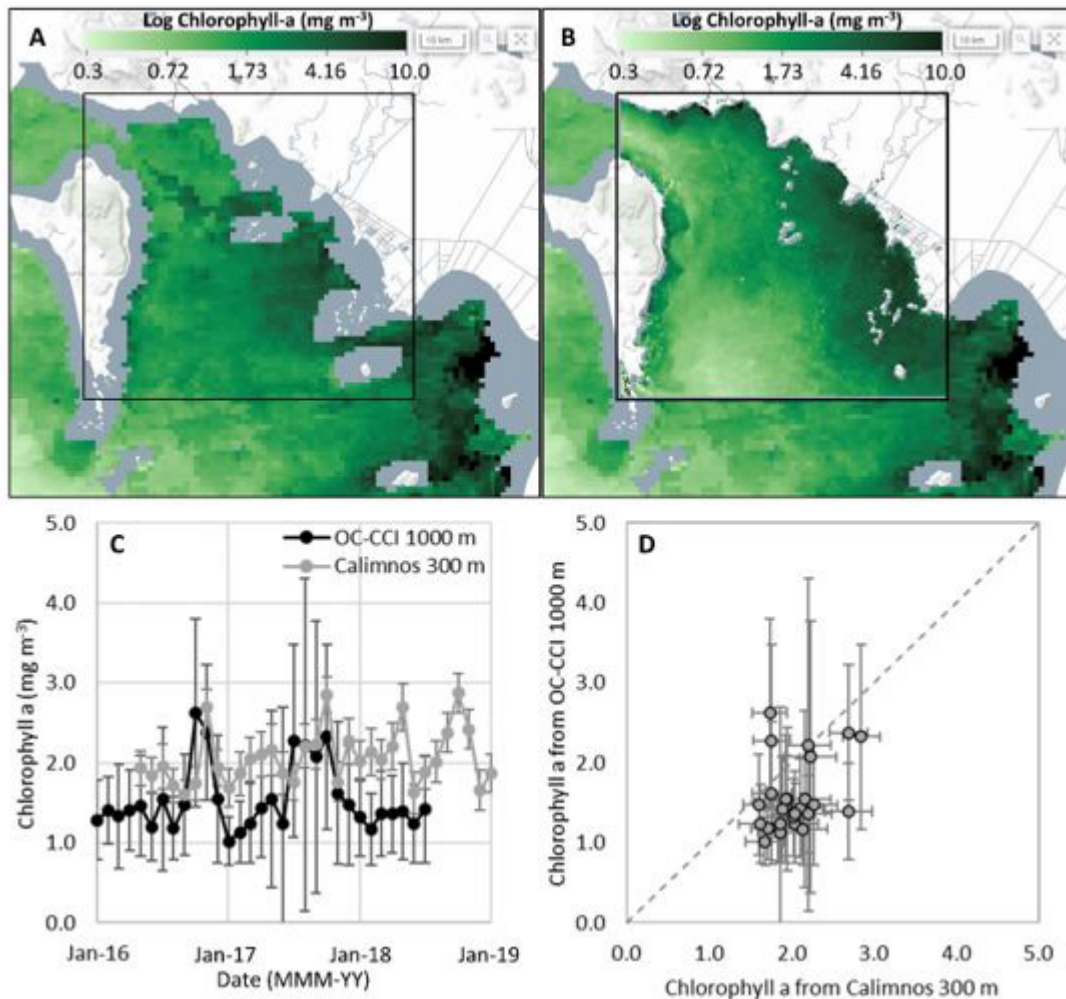 Log Chlorophyll-a (mg m⁻³)
A
10 km
0.3 0.72 1.73 4.16 10.0
Log Chlorophyll-a (mg m⁻³)
B
10 km
0.3 0.72 1.73 4.16 10.0
C
OC-CCI 1000 m
Calimnos 300 m
Chlorophyll a (mg m⁻³)
5.0
4.0
3.0
2.0
1.0
0.0
Jan-16 Jan-17 Jan-18 Jan-19
Date (MMM-YY)
D
Chlorophyll a from OC-CCI 1000 m
5.0
4.0
3.0
2.0
1.0
0.0
0.0 1.0 2.0 3.0 4.0 5.0
Chlorophyll a from Calimnos 300 m